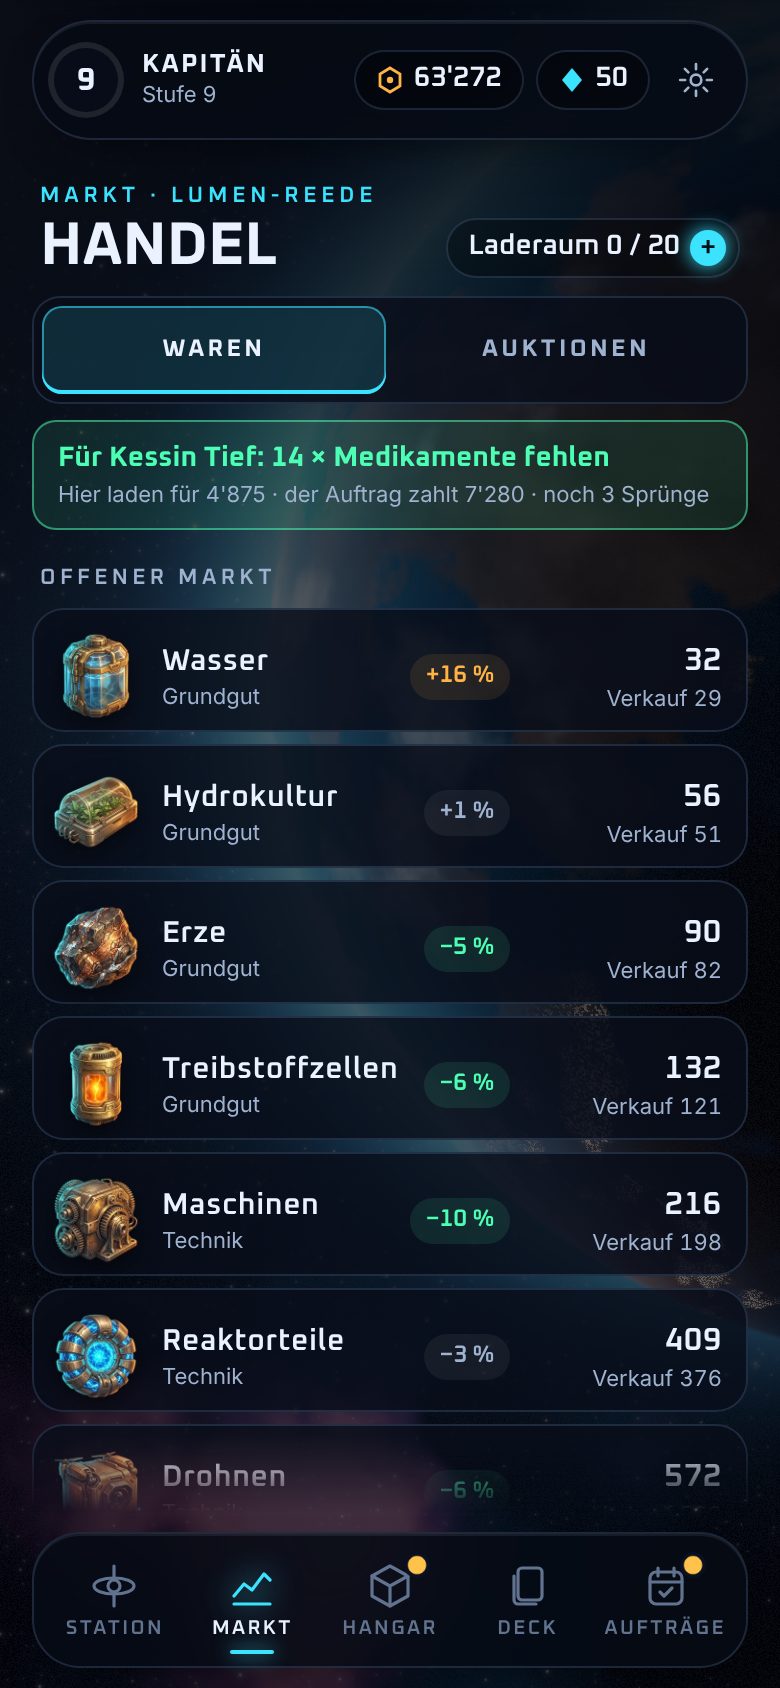 9
KAPITÄN
Stufe 9
63'272
50
MARKT · LUMEN-REEDE
HANDEL
Laderaum 0 / 20 +
WAREN
AUKTIONEN
Für Kessin Tief: 14 × Medikamente fehlen
Hier laden für 4'875 · der Auftrag zahlt 7'280 · noch 3 Sprünge
OFFENER MARKT
Wasser
Grundgut
+16 %
32
Verkauf 29
Hydrokultur
Grundgut
+1 %
56
Verkauf 51
Erze
Grundgut
−5 %
90
Verkauf 82
Treibstoffzellen
Grundgut
−6 %
132
Verkauf 121
Maschinen
Technik
−10 %
216
Verkauf 198
Reaktorteile
Technik
−3 %
409
Verkauf 376
Drohnen
−6 %
572
STATION
MARKT
HANGAR
DECK
AUFTRÄGE